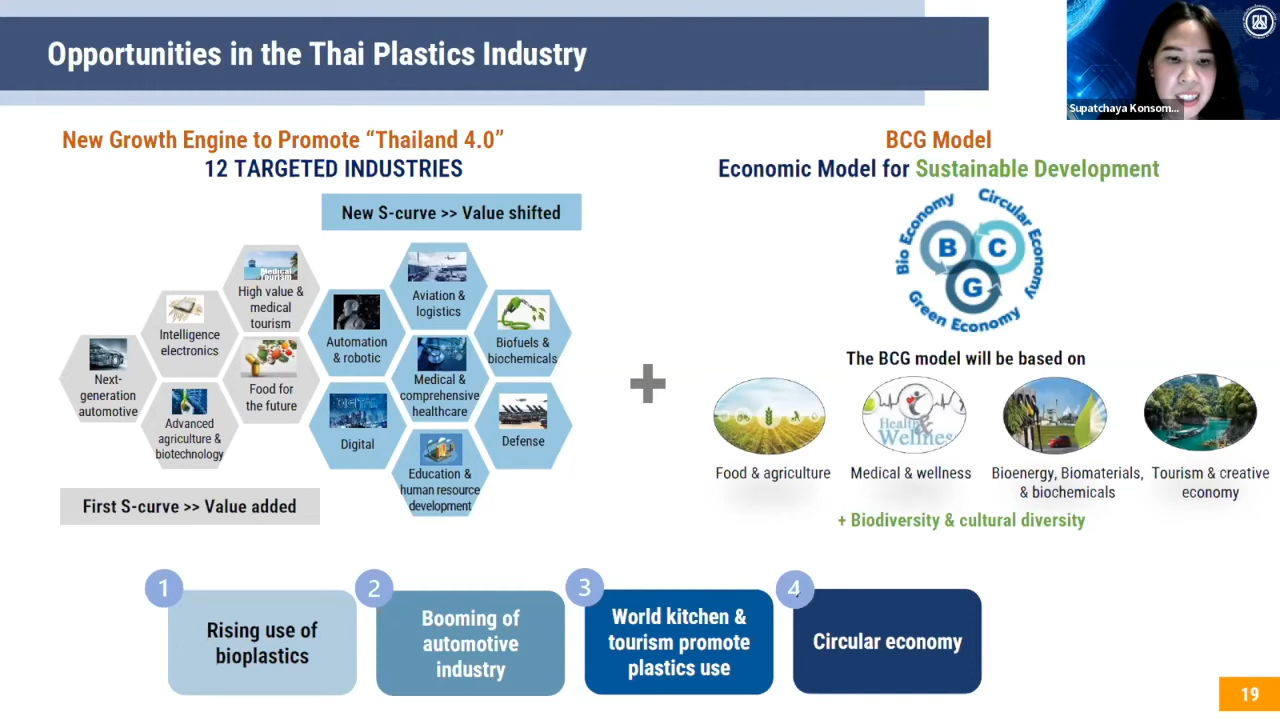 Opportunities in the Thai Plastics Industry
Supatchaya Konsom...
New Growth Engine to Promote “Thailand 4.0”
12 TARGETED INDUSTRIES
New S-curve >> Value shifted
Medical
Tourism
High value &
medical
tourism
Intelligence
electronics
Next-
generation
automotive
Advanced
agriculture &
biotechnology
Food for
the future
Automation
& robotic
DIGITAL
Digital
Aviation &
logistics
Medical &
comprehensive
healthcare
Education &
human resource
development
Biofuels &
biochemicals
Defense
First S-curve >> Value added
+
BCG Model
Economic Model for Sustainable Development
Bio Economy
Circular Economy
Green Economy
B
C
G
The BCG model will be based on
Food & agriculture
Health
&
Wellness
Medical & wellness
Bioenergy, Biomaterials,
& biochemicals
Tourism & creative
economy
+ Biodiversity & cultural diversity
1
Rising use of
bioplastics
2
Booming of
automotive
industry
3
World kitchen &
tourism promote
plastics use
4
Circular economy
19